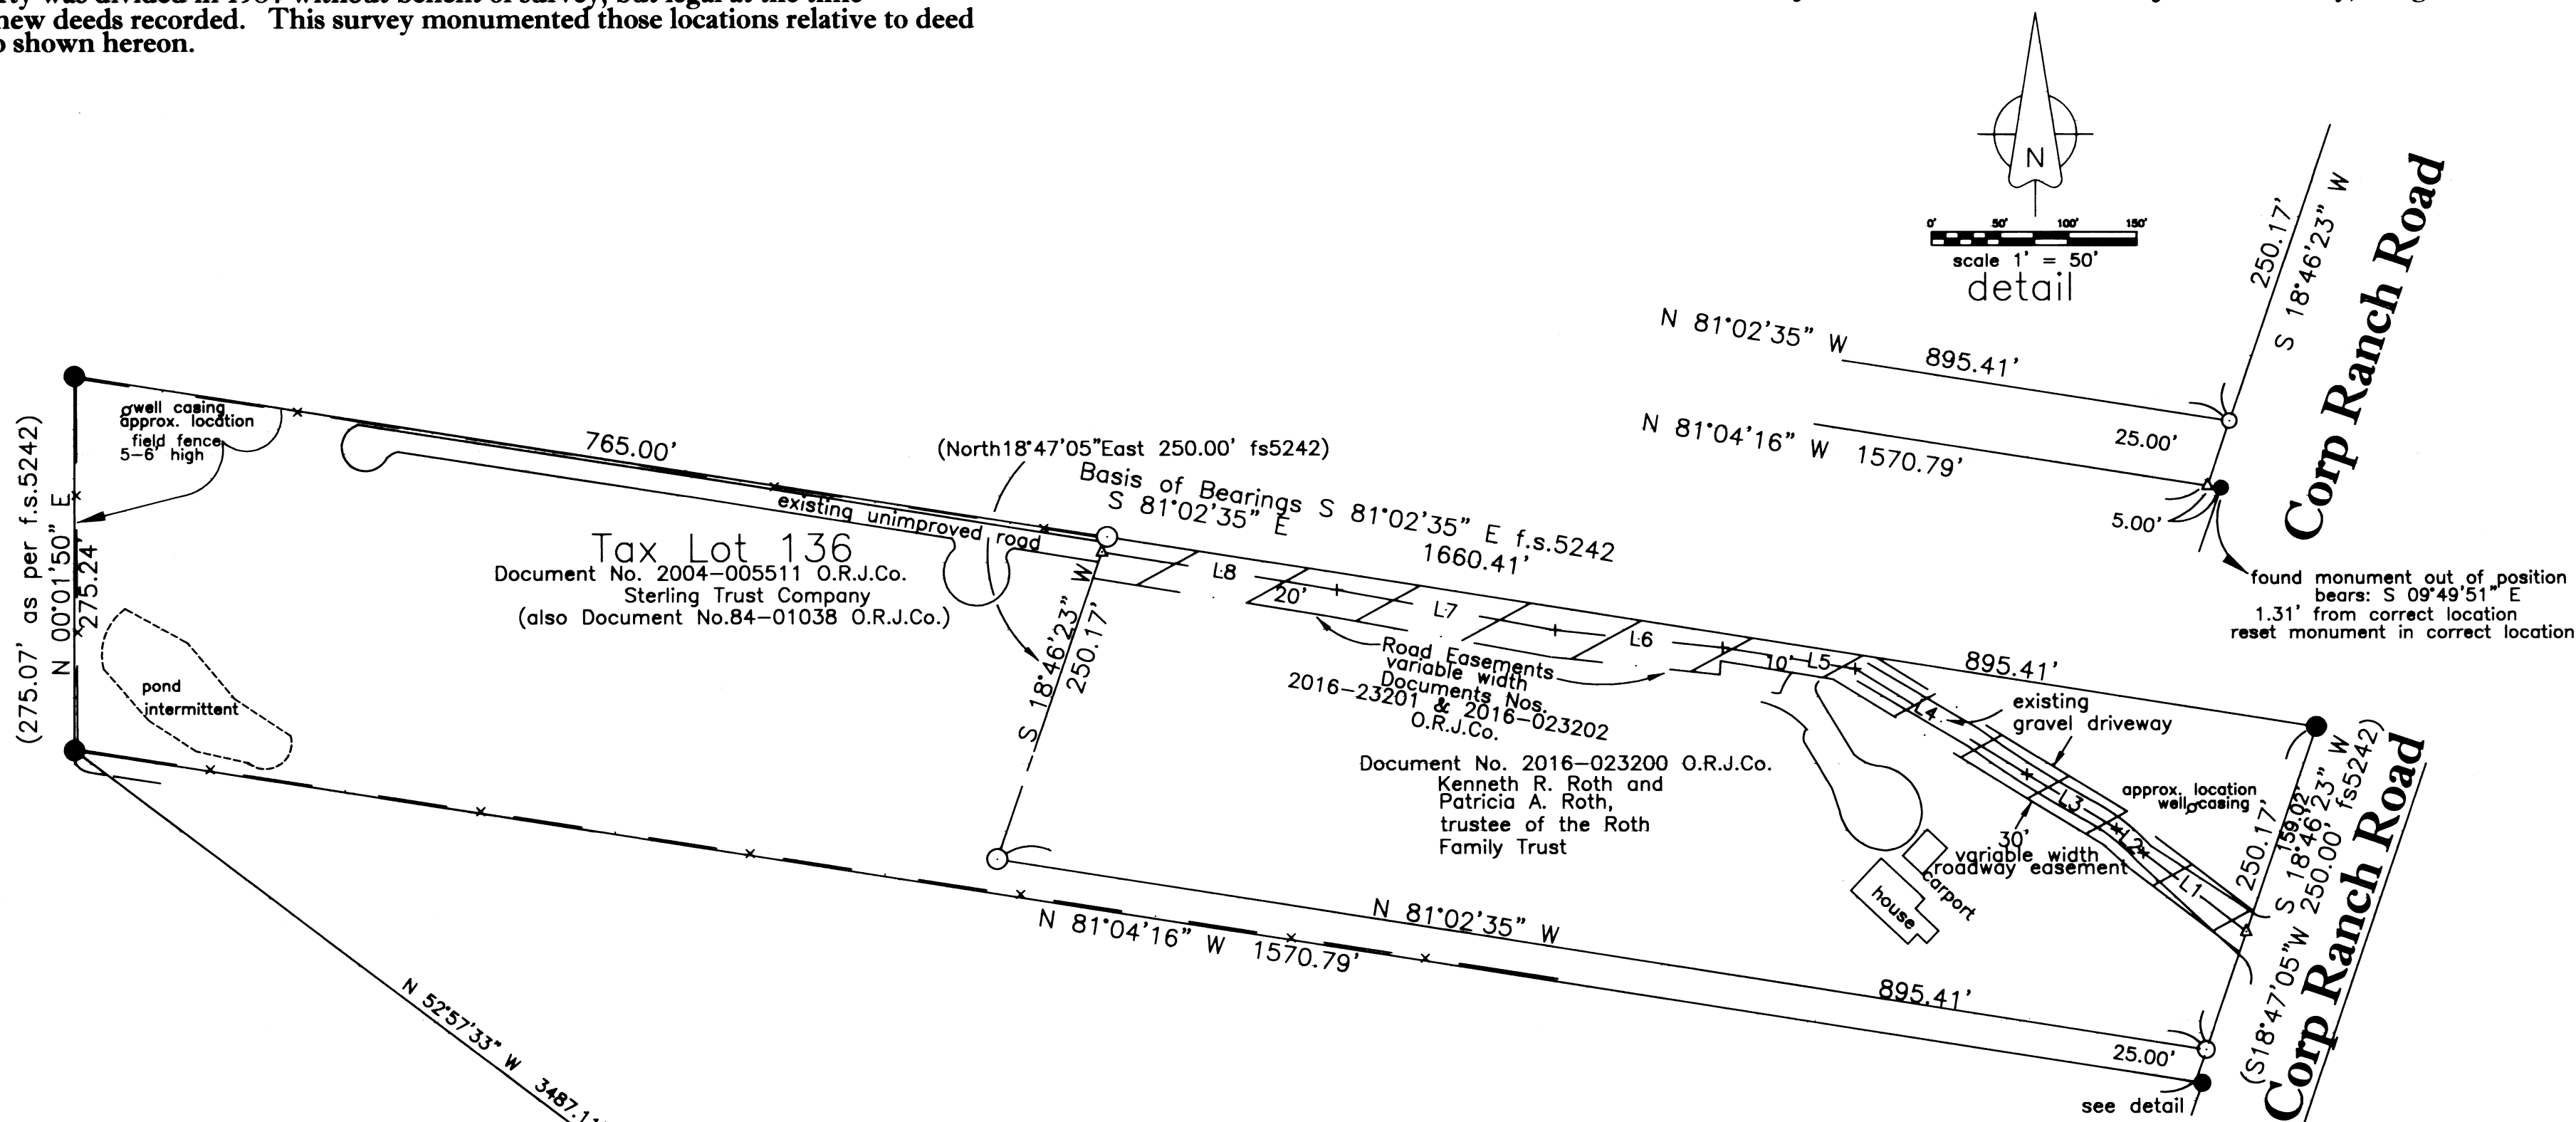 new deeds recorded. This survey monumented those locations relative to deed
shown hereon.
N
0' 50' 100' 150'
scale 1' = 50'
detail
250.17'
S 18°46'23" W
Corp Ranch Road
N 81°02'35" W
895.41'
N 81°04'16" W 1570.79'
25.00'
5.00'
found monument out of position
bears: S 09°49'51" E
1.31' from correct location
reset monument in correct location
(275.07' as per f.s.5242)
N 00°01'50" E
275.24'
well casing
approx. location
field fence
5-6' high
765.00'
existing unimproved road
(North18°47'05"East 250.00' fs5242)
Basis of Bearings S 81°02'35" E f.s.5242
S 81°02'35" E
1660.41'
Tax Lot 136
Document No. 2004-005511 O.R.J.Co.
Sterling Trust Company
(also Document No.84-01038 O.R.J.Co.)
pond
intermittent
S 18°46'23" W
250.17'
L8
20'
L7
L6
10'
L5
L4
L3
L2
L1
Road Easements
variable width
Documents Nos.
2016-23201 & 2016-023202
O.R.J.Co.
Document No. 2016-023200 O.R.J.Co.
Kenneth R. Roth and
Patricia A. Roth,
trustee of the Roth
Family Trust
895.41'
existing
gravel driveway
approx. location
well casing
30'
variable width
roadway easement
carport
house
250.17'
159.02'
S 18°46'23" W
(S18°47'05"W 250.00' fs5242)
Corp Ranch Road
N 81°02'35" W
895.41'
N 81°04'16" W 1570.79'
25.00'
see detail
N 52°57'33" W